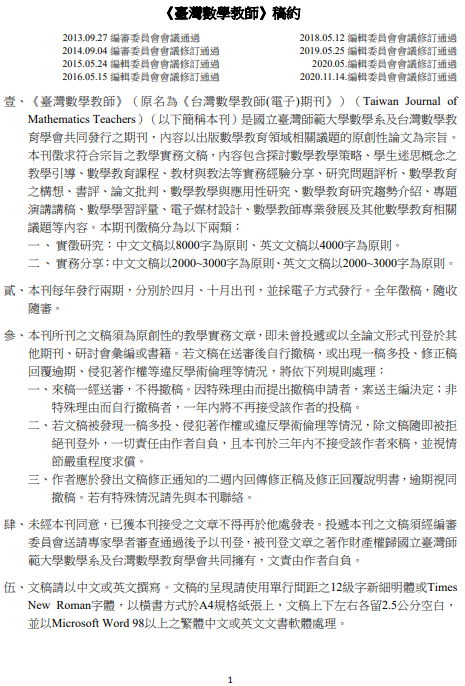 《臺灣數學教師》稿約
2013.09.27 編審委員會會議通過 2018.05.12 編輯委員會會議修訂通過
2014.09.04 編審委員會會議修訂通過 2019.05.25 編輯委員會會議修訂通過
2015.05.24 編輯委員會會議修訂通過 2020.05.編輯委員會會議修訂通過
2016.05.15 編輯委員會會議修訂通過 2020.11.14.編輯委員會會議修訂通過
壹、《臺灣數學教師》（原名為《台灣數學教師(電子)期刊》）（Taiwan Journal of
Mathematics Teachers）（以下簡稱本刊）是國立臺灣師範大學數學系及台灣數學教
育學會共同發行之期刊，內容以出版數學教育領域相關議題的原創性論文為宗旨。
本刊徵求符合宗旨之教學實務文稿，內容包含探討數學教學策略、學生迷思概念之
教學引導、數學教育課程、教材與教法等實務經驗分享、研究問題評析、數學教育
之構想、書評、論文批判、數學教學與應用性研究、數學教育研究趨勢介紹、專題
演講講稿、數學學習評量、電子媒材設計、數學教師專業發展及其他數學教育相關
議題等內容。本期刊徵稿分為以下兩類：
一、 實徵研究：中文文稿以8000字為原則、英文文稿以4000字為原則。
二、 實務分享：中文文稿以2000~3000字為原則、英文文稿以2000~3000字為原則。
貳、本刊每年發行兩期，分別於四月、十月出刊，並採電子方式發行。全年徵稿，隨收
隨審。
參、本刊所刊之文稿須為原創性的教學實務文章，即未曾投遞或以全論文形式刊登於其
他期刊、研討會彙編或書籍。若文稿在送審後自行撤稿，或出現一稿多投、修正稿
回覆逾期、侵犯著作權等違反學術倫理等情況，將依下列規則處理：
一、來稿一經送審，不得撤稿。因特殊理由而提出撤稿申請者，案送主編決定；非
特殊理由而自行撤稿者，一年內將不再接受該作者的投稿。
二、若文稿被發現一稿多投、侵犯著作權或違反學術倫理等情況，除文稿隨即被拒
絕刊登外，一切責任由作者自負，且本刊於三年內不接受該作者來稿，並視情
節嚴重程度求償。
三、作者應於發出文稿修正通知的二週內回傳修正稿及修正回覆說明書，逾期視同
撤稿。若有特殊情況請先與本刊聯絡。
肆、未經本刊同意，已獲本刊接受之文章不得再於他處發表。投遞本刊之文稿須經編審
委員會送請專家學者審查通過後予以刊登，被刊登文章之著作財產權歸國立臺灣師
範大學數學系及台灣數學教育學會共同擁有，文責由作者自負。
伍、文稿請以中文或英文撰寫。文稿的呈現請使用單行間距之12級字新細明體或Times
New Roman字體，以橫書方式於A4規格紙張上，文稿上下左右各留2.5公分空白，
並以Microsoft Word 98以上之繁體中文或英文文書軟體處理。
1